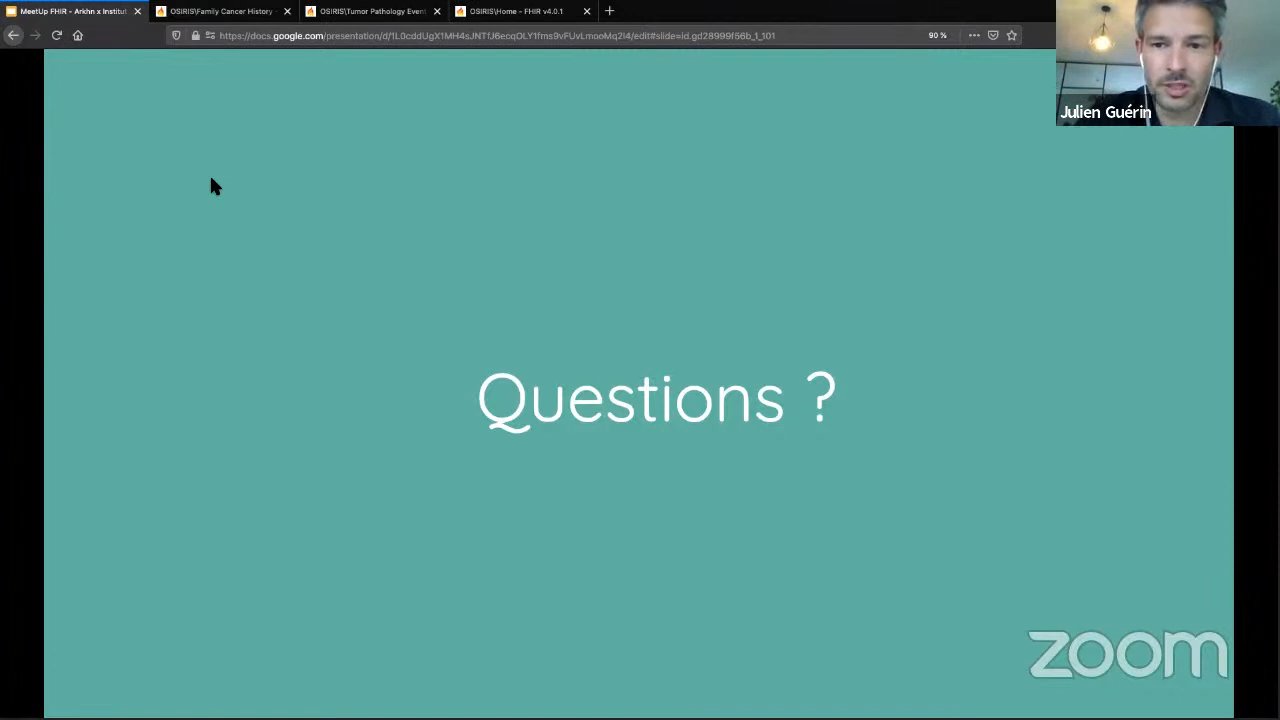 MeetUp FHIR - Arkhn x Institut
OSIRIS\Family Cancer History -
OSIRIS\Tumor Pathology Event
OSIRIS\Home - FHIR v4.0.1
90 %
Julien Guérin
Questions ?
zoom